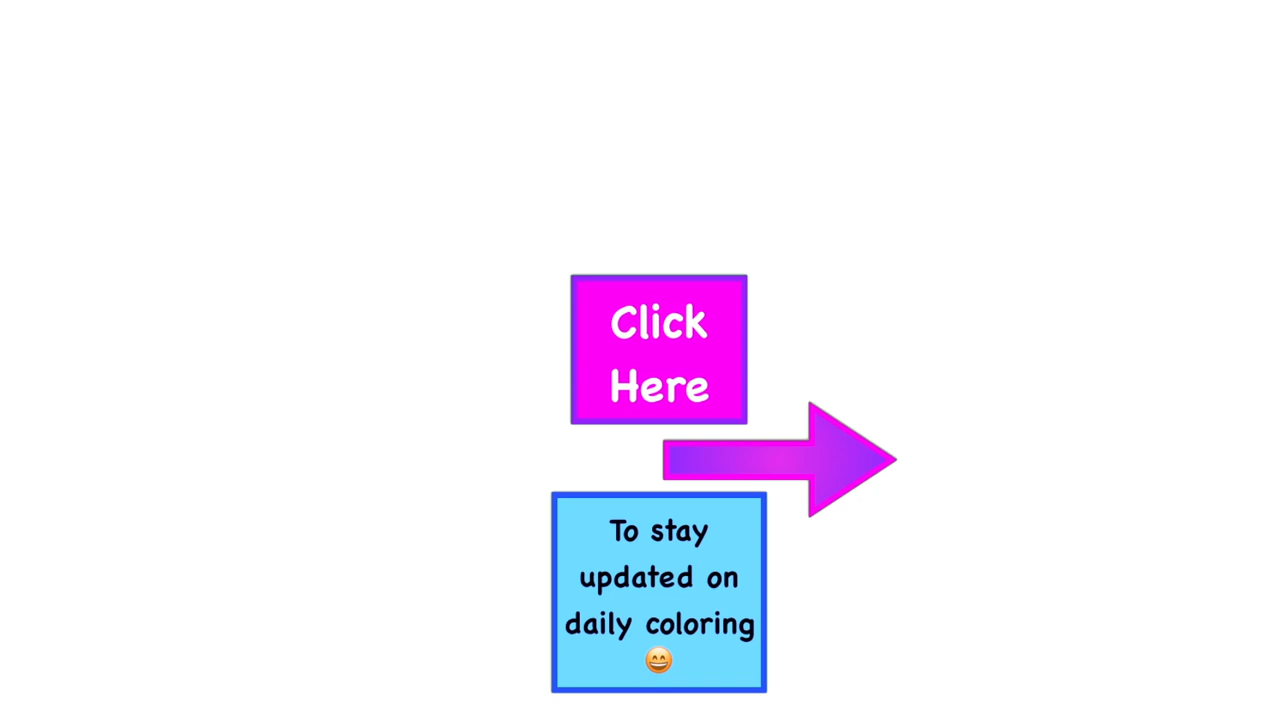 Click
Here
To stay
updated on
daily coloring
😄